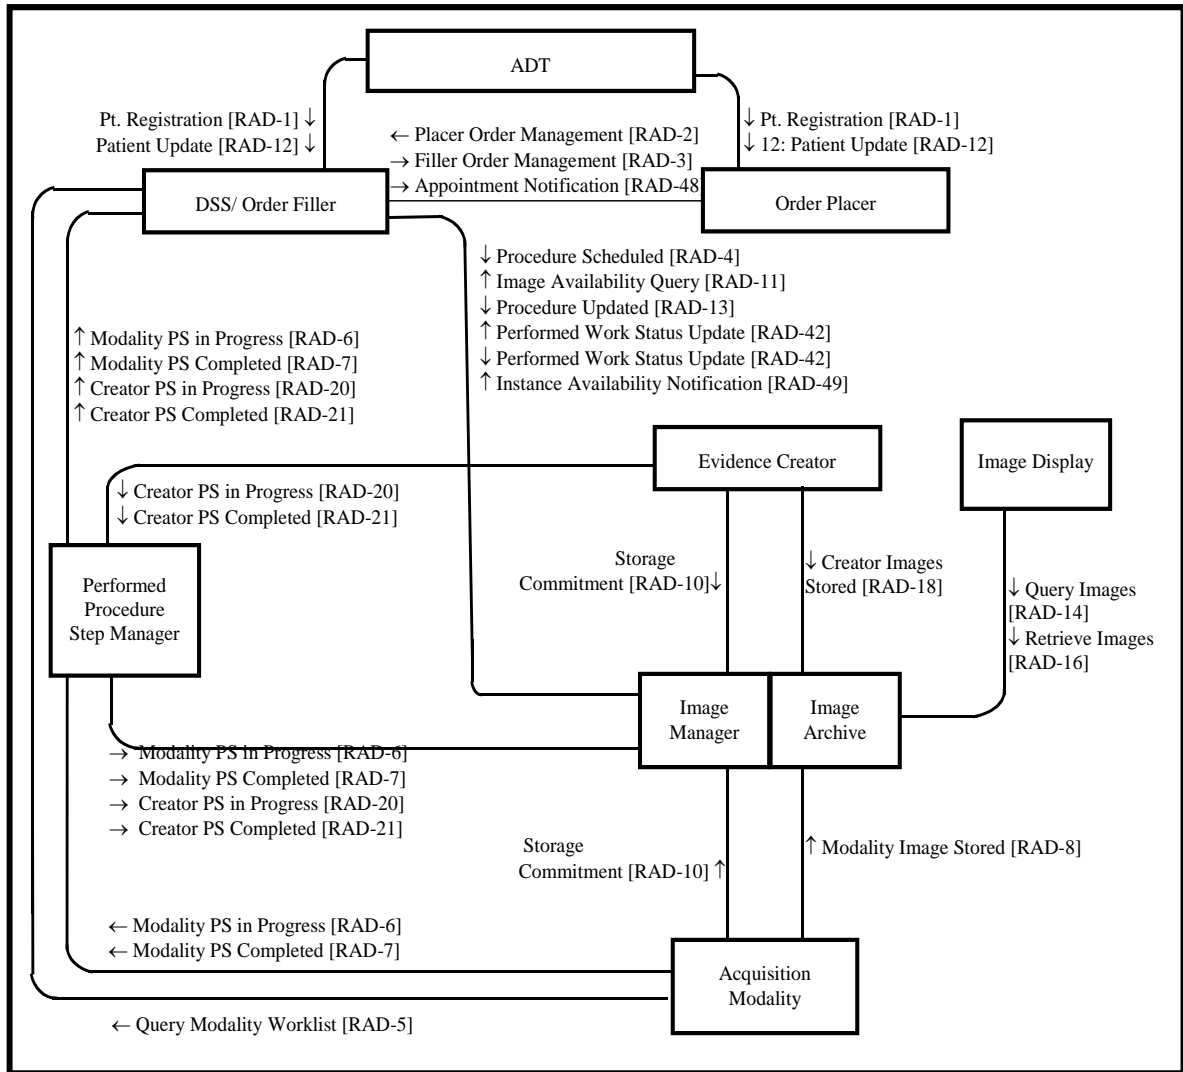 ADT
Pt. Registration [RAD-1] ↓
Patient Update [RAD-12] ↓
← Placer Order Management [RAD-2]
→ Filler Order Management [RAD-3]
→ Appointment Notification [RAD-48]
↓ Pt. Registration [RAD-1]
↓ 12: Patient Update [RAD-12]
DSS/ Order Filler
Order Placer
↓ Procedure Scheduled [RAD-4]
↑ Image Availability Query [RAD-11]
↓ Procedure Updated [RAD-13]
↑ Performed Work Status Update [RAD-42]
↓ Performed Work Status Update [RAD-42]
↑ Instance Availability Notification [RAD-49]
↑ Modality PS in Progress [RAD-6]
↑ Modality PS Completed [RAD-7]
↑ Creator PS in Progress [RAD-20]
↑ Creator PS Completed [RAD-21]
Evidence Creator
Image Display
↓ Creator PS in Progress [RAD-20]
↓ Creator PS Completed [RAD-21]
Performed
Procedure
Step Manager
Storage
Commitment [RAD-10]↓
↓ Creator Images
Stored [RAD-18]
↓ Query Images
[RAD-14]
↓ Retrieve Images
[RAD-16]
Image
Manager
Image
Archive
→ Modality PS in Progress [RAD-6]
→ Modality PS Completed [RAD-7]
→ Creator PS in Progress [RAD-20]
→ Creator PS Completed [RAD-21]
Storage
Commitment [RAD-10] ↑
↑ Modality Image Stored [RAD-8]
← Modality PS in Progress [RAD-6]
← Modality PS Completed [RAD-7]
Acquisition
Modality
← Query Modality Worklist [RAD-5]